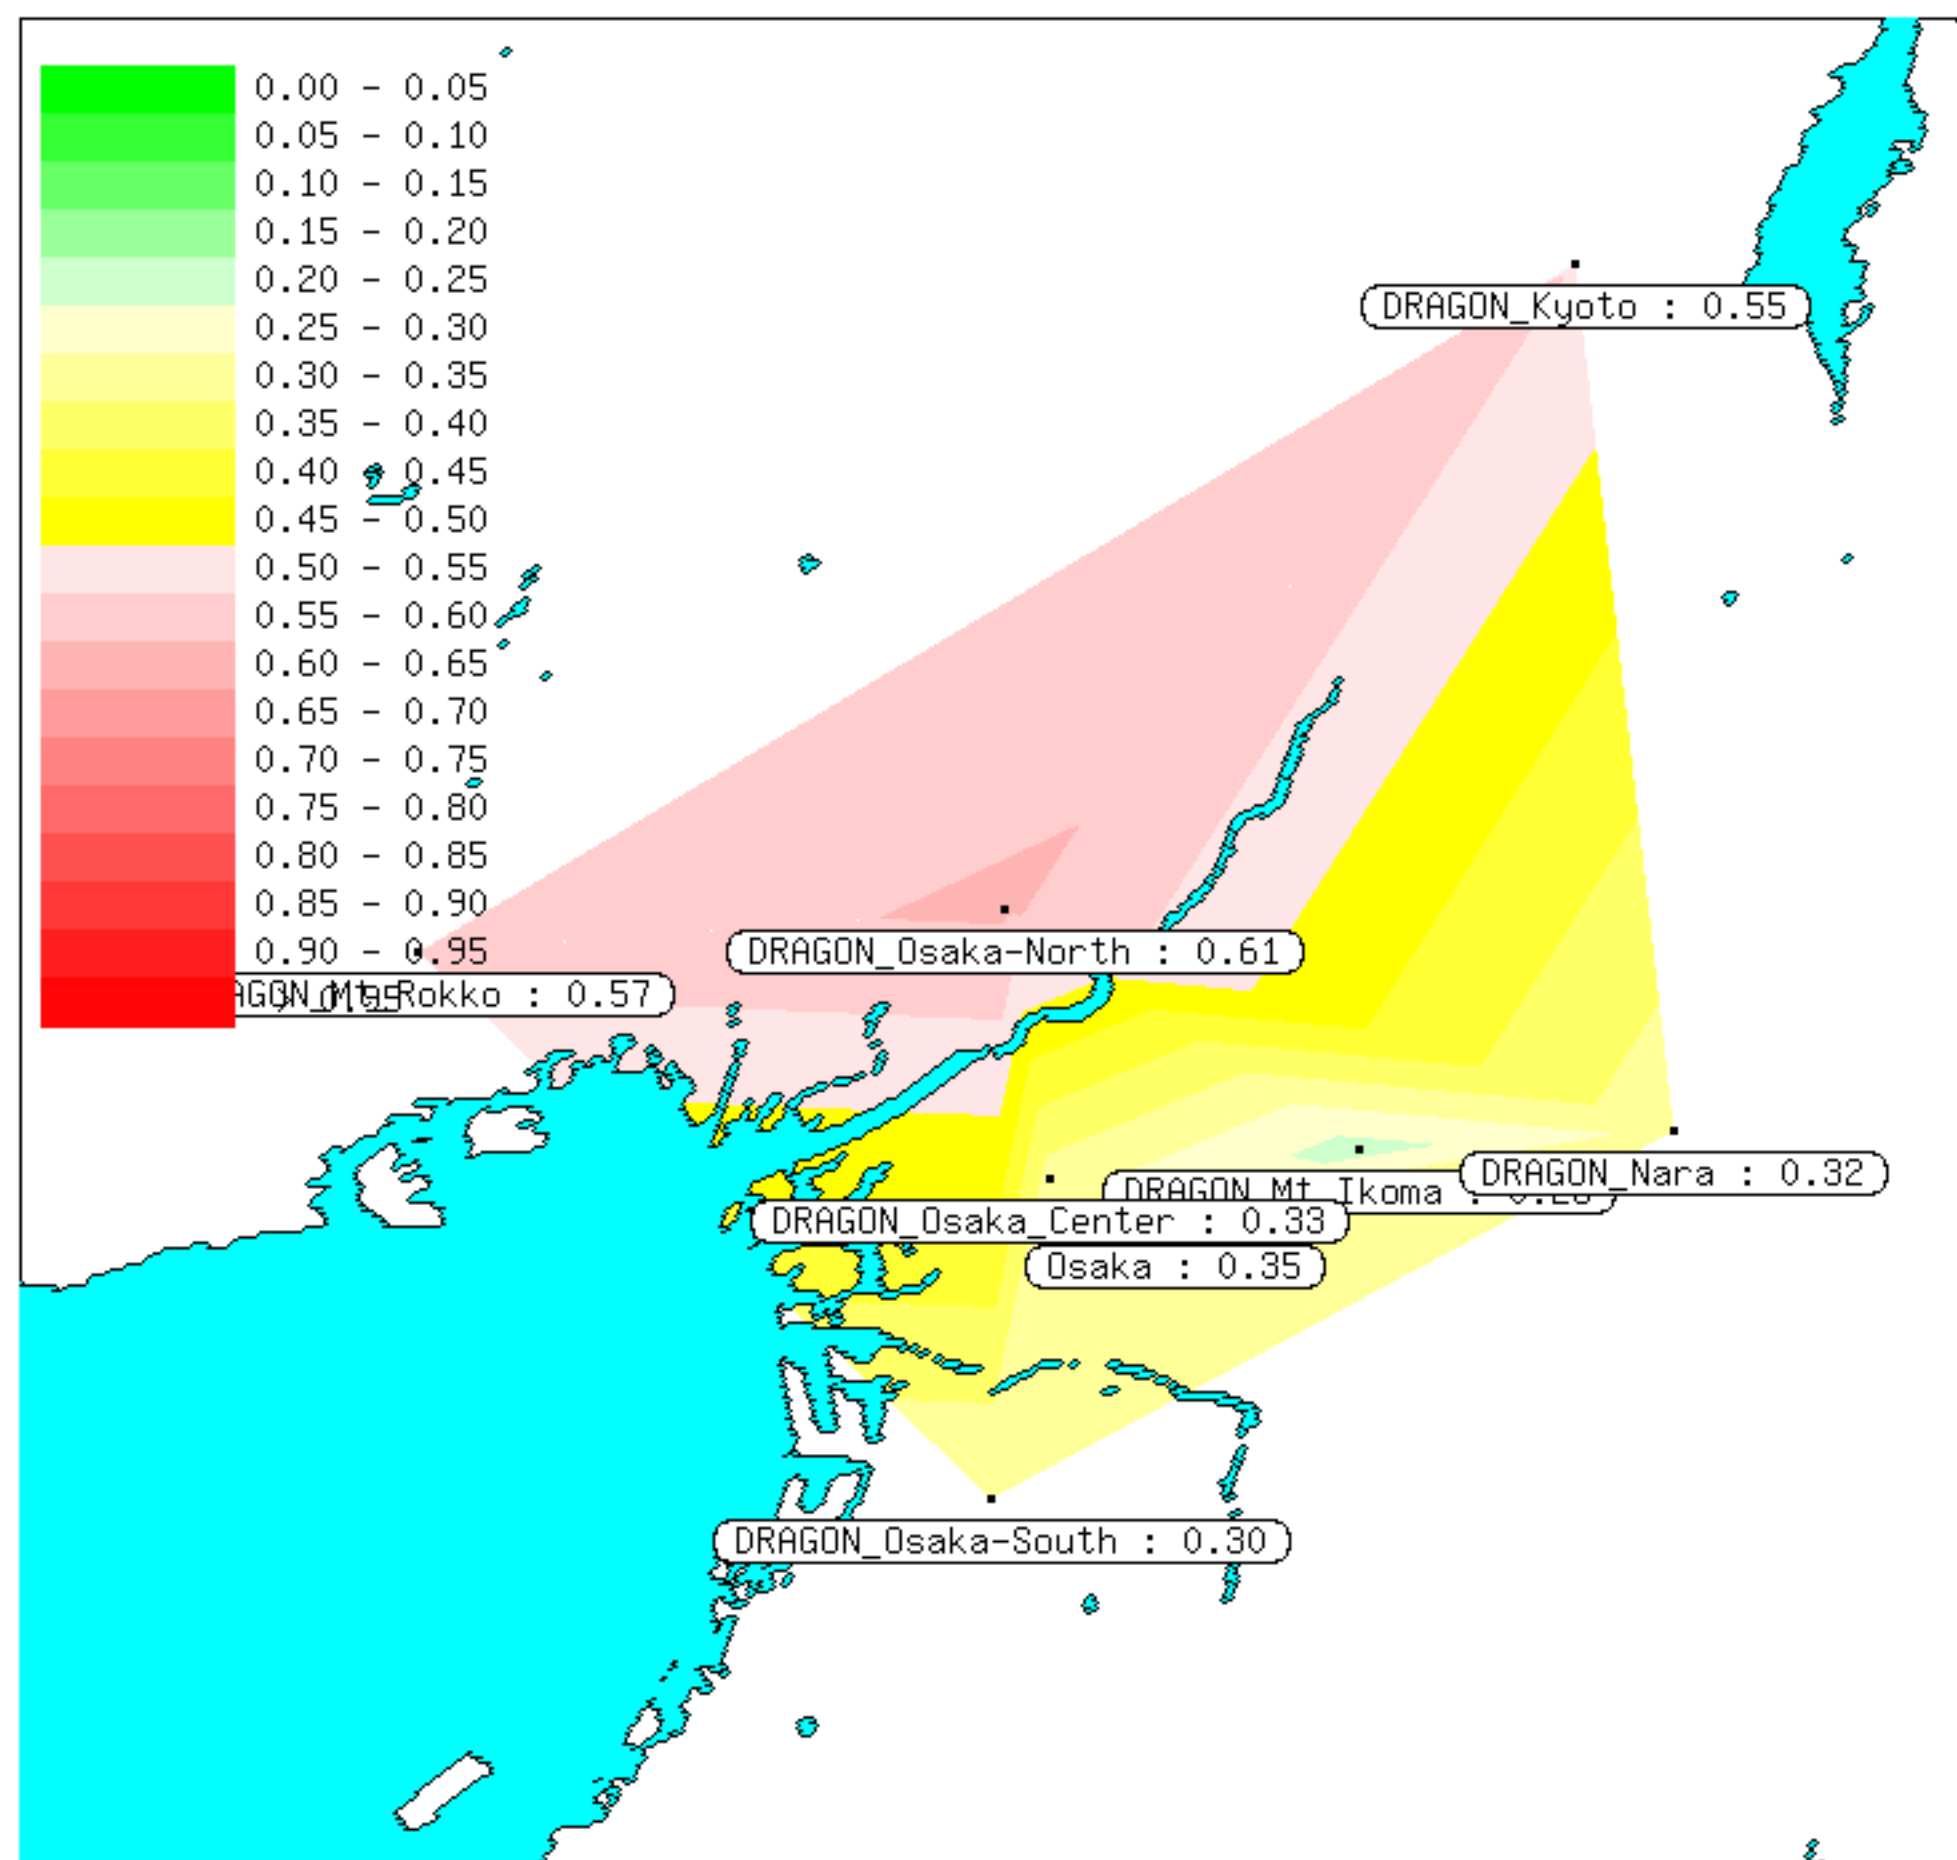 0.00 - 0.05
0.05 - 0.10
0.10 - 0.15
0.15 - 0.20
0.20 - 0.25
0.25 - 0.30
0.30 - 0.35
0.35 - 0.40
0.40 - 0.45
0.45 - 0.50
0.50 - 0.55
0.55 - 0.60
0.60 - 0.65
0.65 - 0.70
0.70 - 0.75
0.75 - 0.80
0.80 - 0.85
0.85 - 0.90
0.90 - 0.95
> 0.95
DRAGON_Kyoto : 0.55
DRAGON_Osaka-North : 0.61
AGON_Mt_Rokko : 0.57
DRAGON_Nara : 0.32
DRAGON_Mt_Ikoma :
DRAGON_Osaka_Center : 0.33
Osaka : 0.35
DRAGON_Osaka-South : 0.30